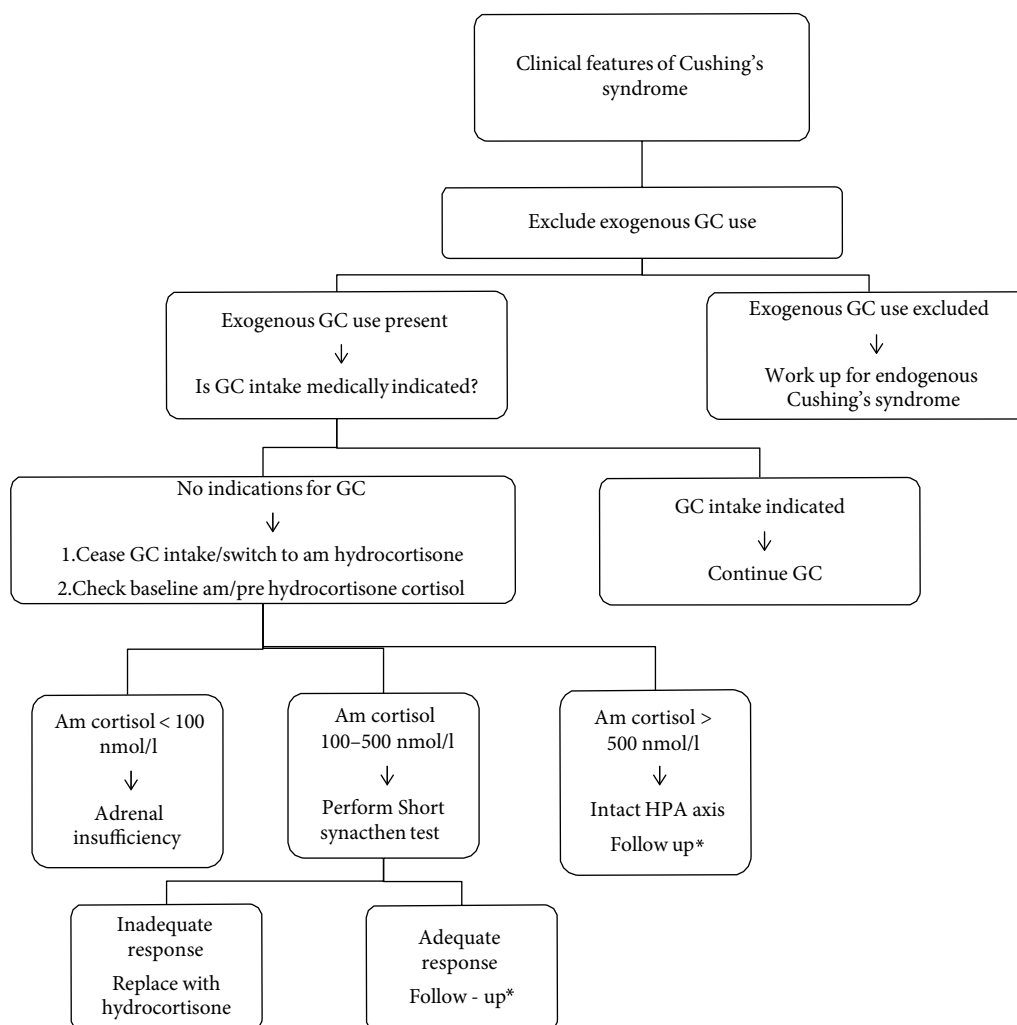 Clinical features of Cushing's
syndrome
Exclude exogenous GC use
Exogenous GC use present
Is GC intake medically indicated?
Exogenous GC use excluded
Work up for endogenous
Cushing's syndrome
No indications for GC
1.Cease GC intake/switch to am hydrocortisone
2.Check baseline am/pre hydrocortisone cortisol
GC intake indicated
Continue GC
Am cortisol < 100
nmol/l
Adrenal
insufficiency
Am cortisol
100–500 nmol/l
Perform Short
synacthen test
Am cortisol >
500 nmol/l
Intact HPA axis
Follow up*
Inadequate
response
Replace with
hydrocortisone
Adequate
response
Follow - up*